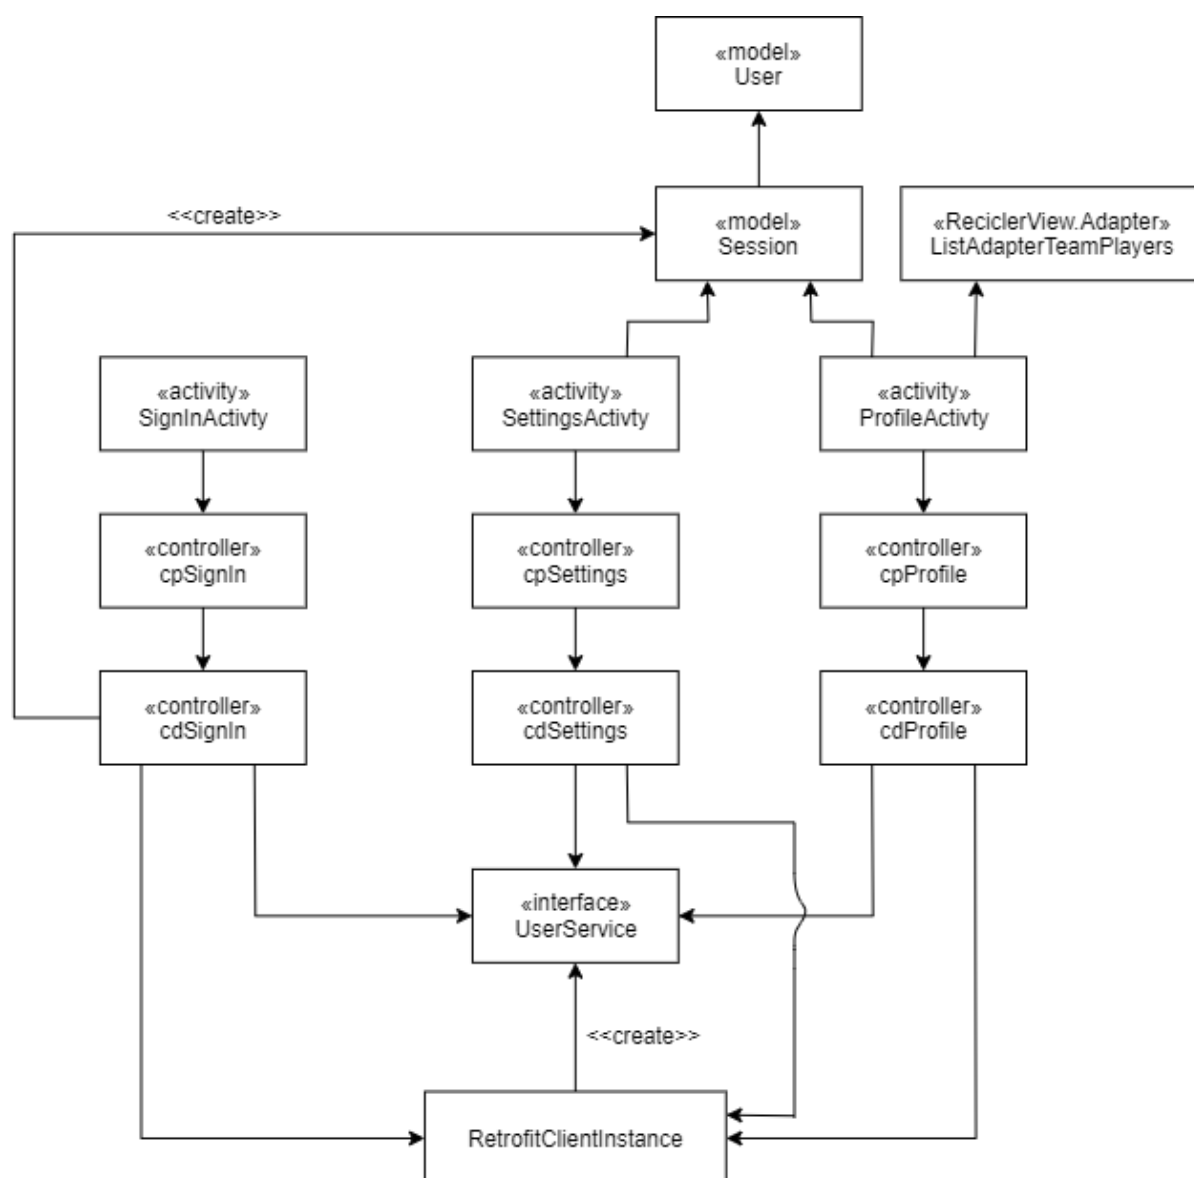 «model»
User
<<create>>
«model»
Session
«ReciclerView.Adapter»
ListAdapterTeamPlayers
«activity»
SignInActivty
«activity»
SettingsActivty
«activity»
ProfileActivty
«controller»
cpSignIn
«controller»
cpSettings
«controller»
cpProfile
«controller»
cdSignIn
«controller»
cdSettings
«controller»
cdProfile
«interface»
UserService
<<create>>
RetrofitClientInstance